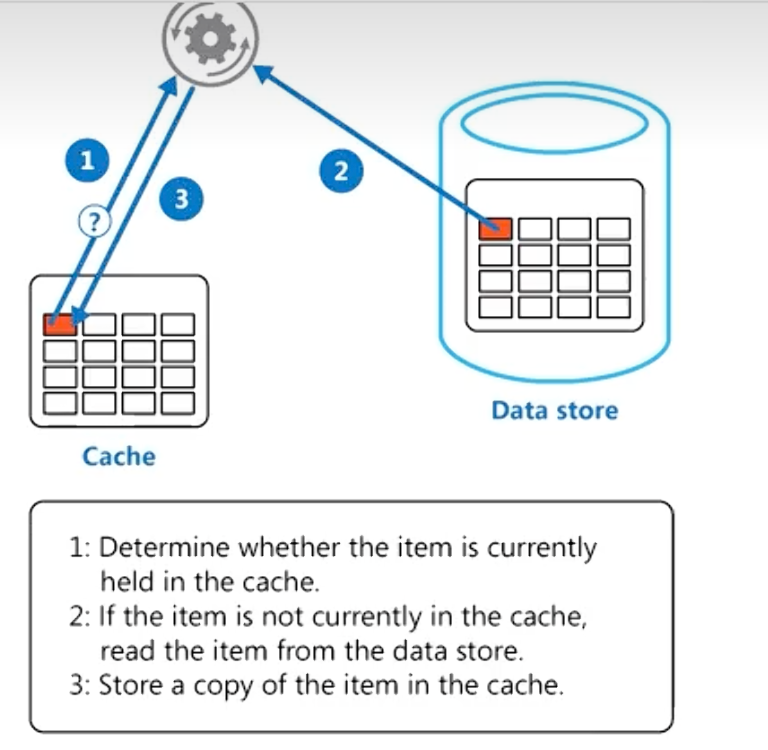 1
2
3
?
Data store
Cache
1: Determine whether the item is currently
held in the cache.
2: If the item is not currently in the cache,
read the item from the data store.
3: Store a copy of the item in the cache.